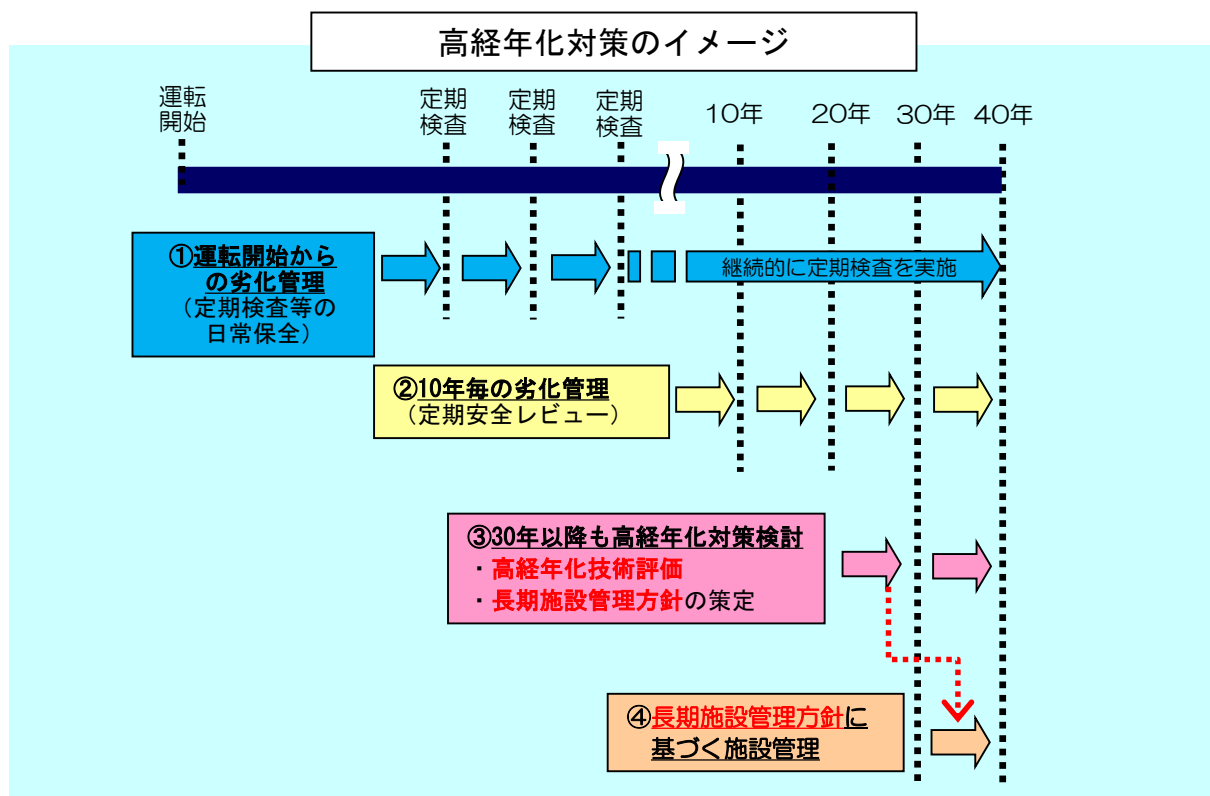 高経年化対策のイメージ
運転
開始
定期
検査
定期
検査
定期
検査
10年
20年
30年
40年
①運転開始から
の劣化管理
（定期検査等の
日常保全）
継続的に定期検査を実施
②10年毎の劣化管理
（定期安全レビュー）
③30年以降も高経年化対策検討
・高経年化技術評価
・長期施設管理方針の策定
④長期施設管理方針に
基づく施設管理